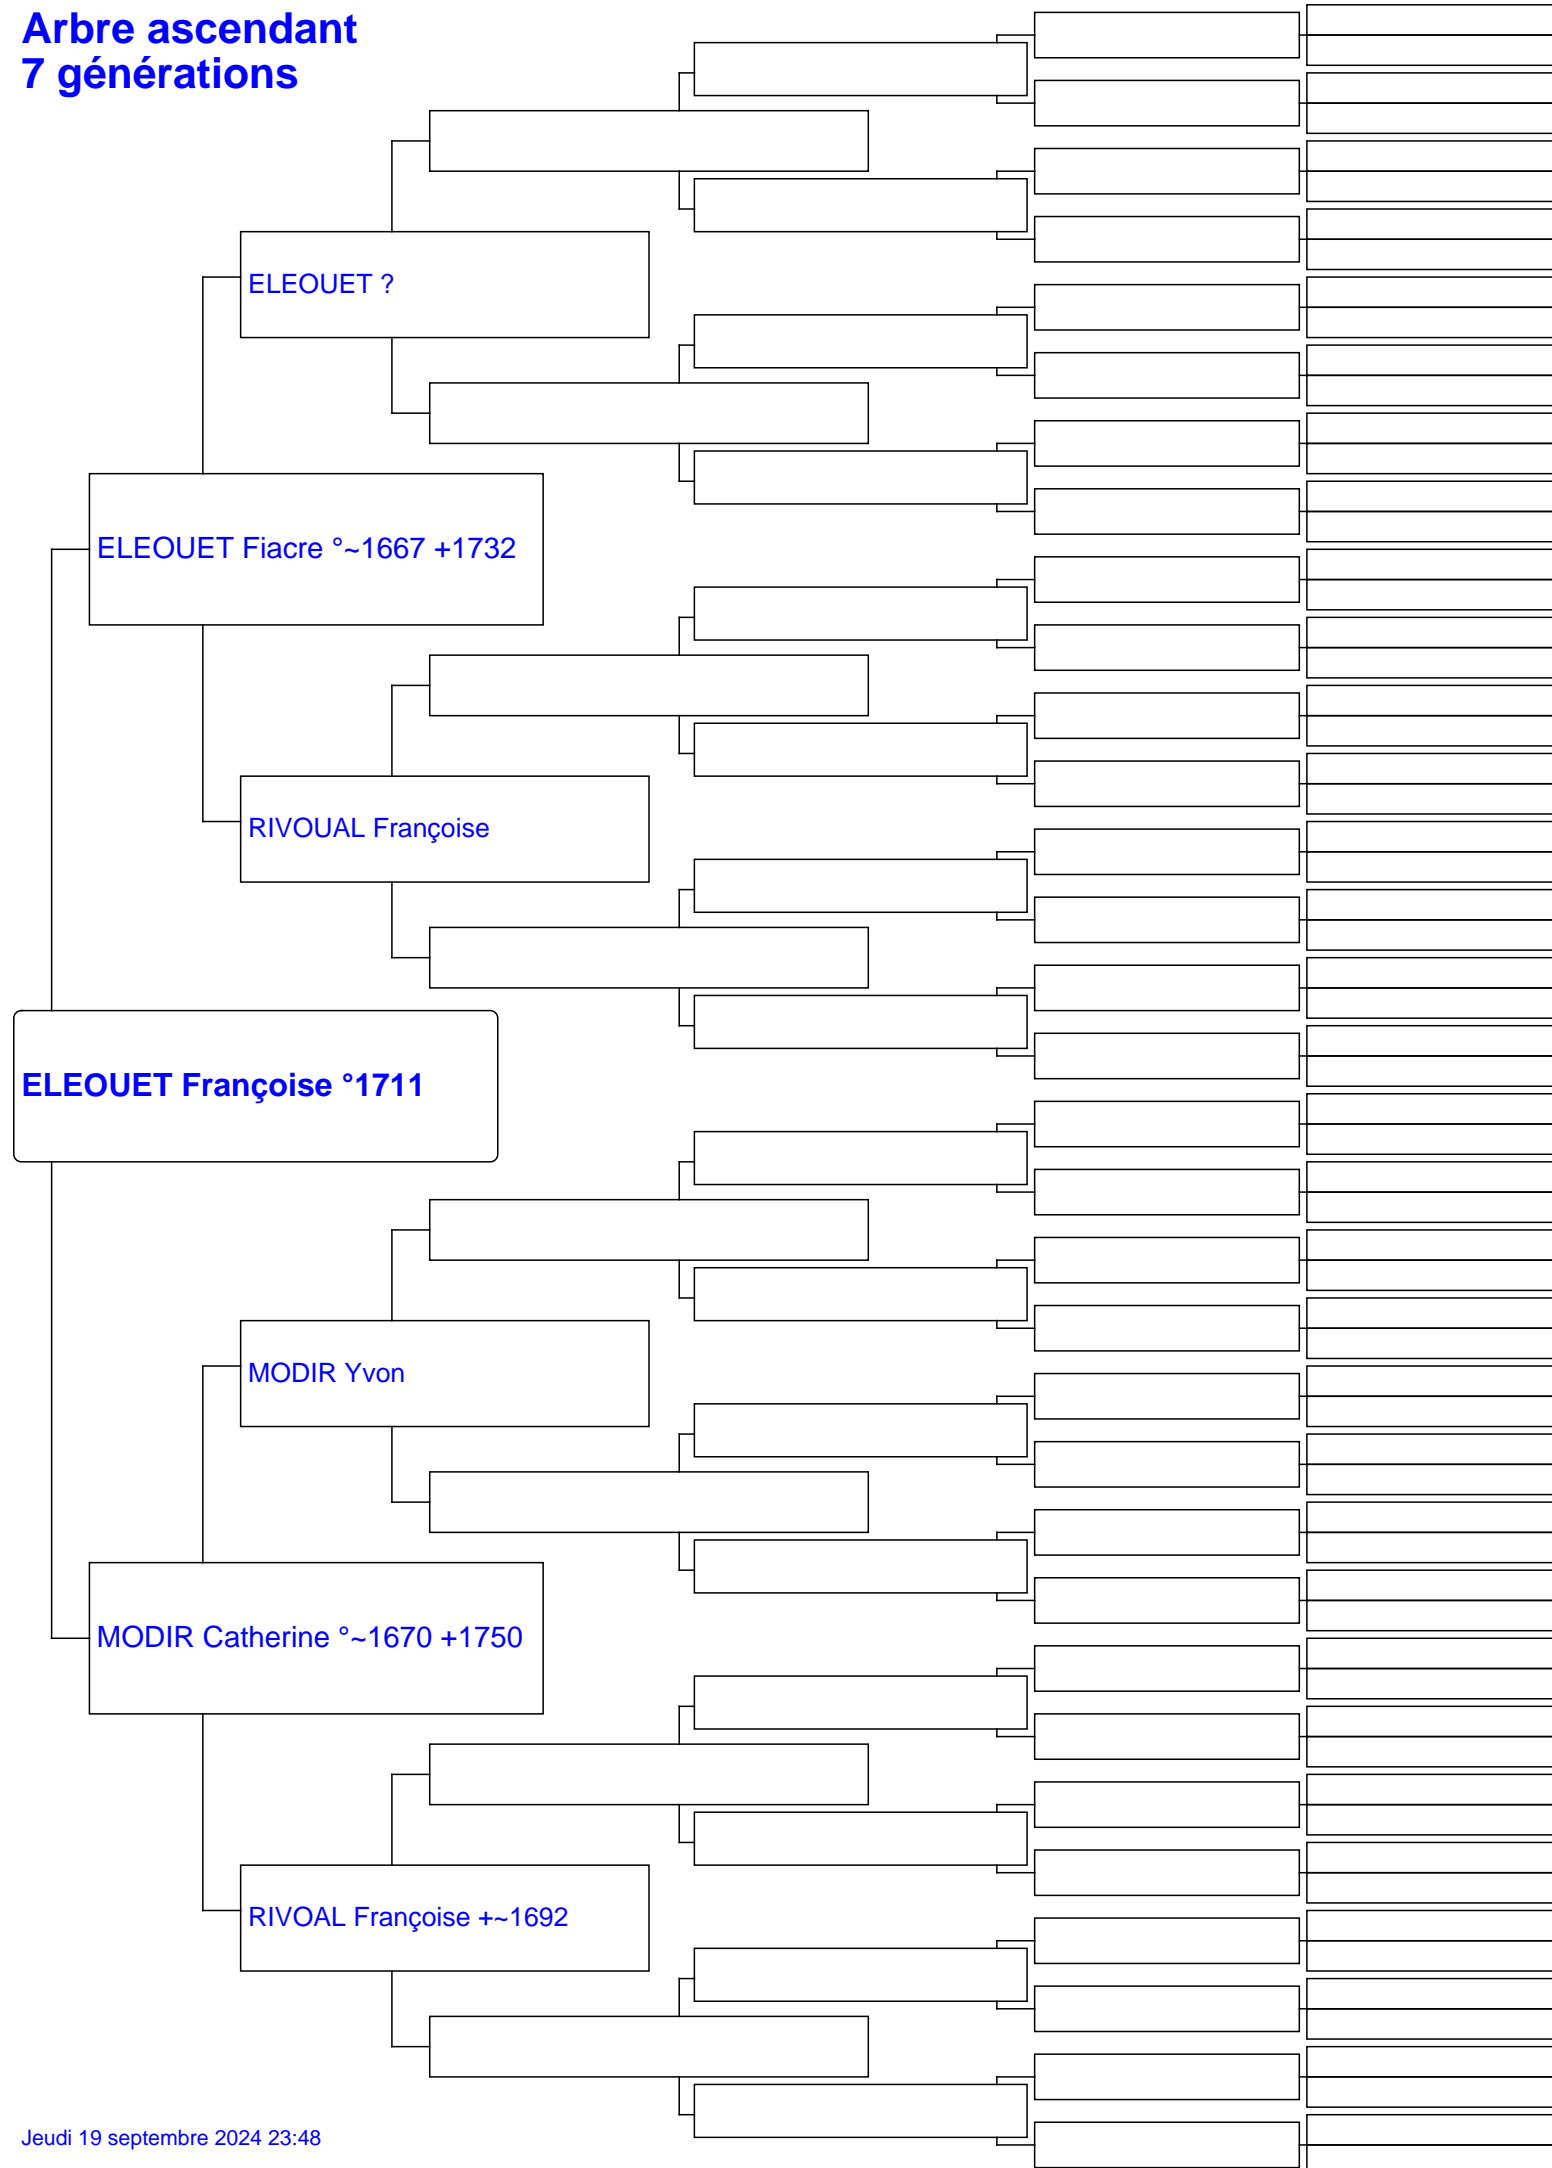 Arbre ascendant
7 générations
ELEOUET ?
ELEOUET Fiacre °~1667 +1732
RIVOUAL Françoise
ELEOUET Françoise °1711
MODIR Yvon
MODIR Catherine °~1670 +1750
RIVOAL Françoise +~1692
Jeudi 19 septembre 2024 23:48